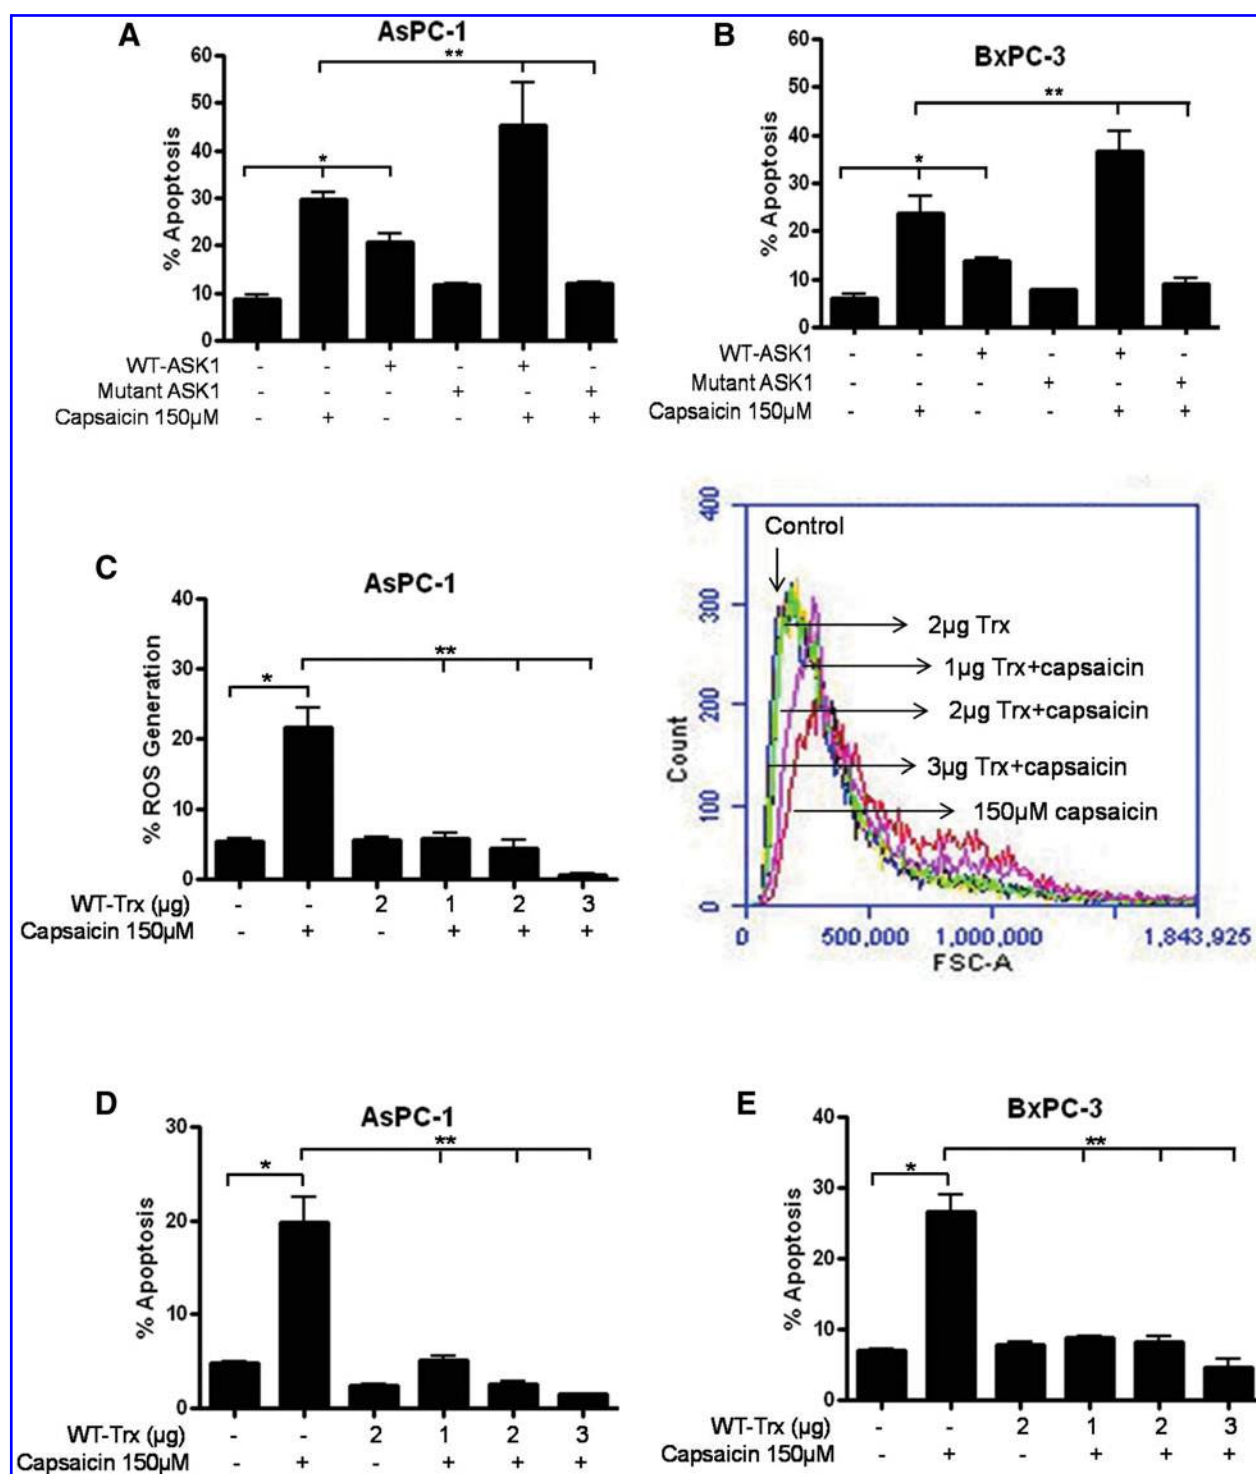 A
AsPC-1
% Apoptosis
60
50
40
30
20
10
0
*
**
WT-ASK1 - - + - + -
Mutant ASK1 - - - + - +
Capsaicin 150µM - + - - + +
B
BxPC-3
% Apoptosis
60
50
40
30
20
10
0
*
**
WT-ASK1 - - + - + -
Mutant ASK1 - - - + - +
Capsaicin 150µM - + - - + +
C
AsPC-1
% ROS Generation
40
30
20
10
0
*
**
WT-Trx (µg) - - 2 1 2 3
Capsaicin 150µM - + - + + +
Count
400
300
200
100
0
Control
2µg Trx
1µg Trx+capsaicin
2µg Trx+capsaicin
3µg Trx+capsaicin
150µM capsaicin
0 500,000 1,000,000 1,843,925
FSC-A
D
AsPC-1
% Apoptosis
30
20
10
0
*
**
WT-Trx (µg) - - 2 1 2 3
Capsaicin 150µM - + - + + +
E
BxPC-3
% Apoptosis
40
30
20
10
0
*
**
WT-Trx (µg) - - 2 1 2 3
Capsaicin 150µM - + - + + +